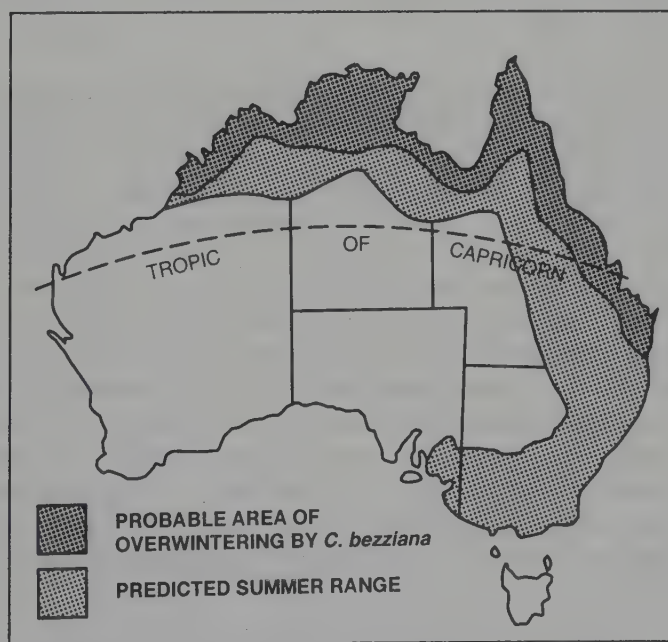 TROPIC OF CAPRICORN
PROBABLE AREA OF
OVERWINTERING BY C. bezziana
PREDICTED SUMMER RANGE